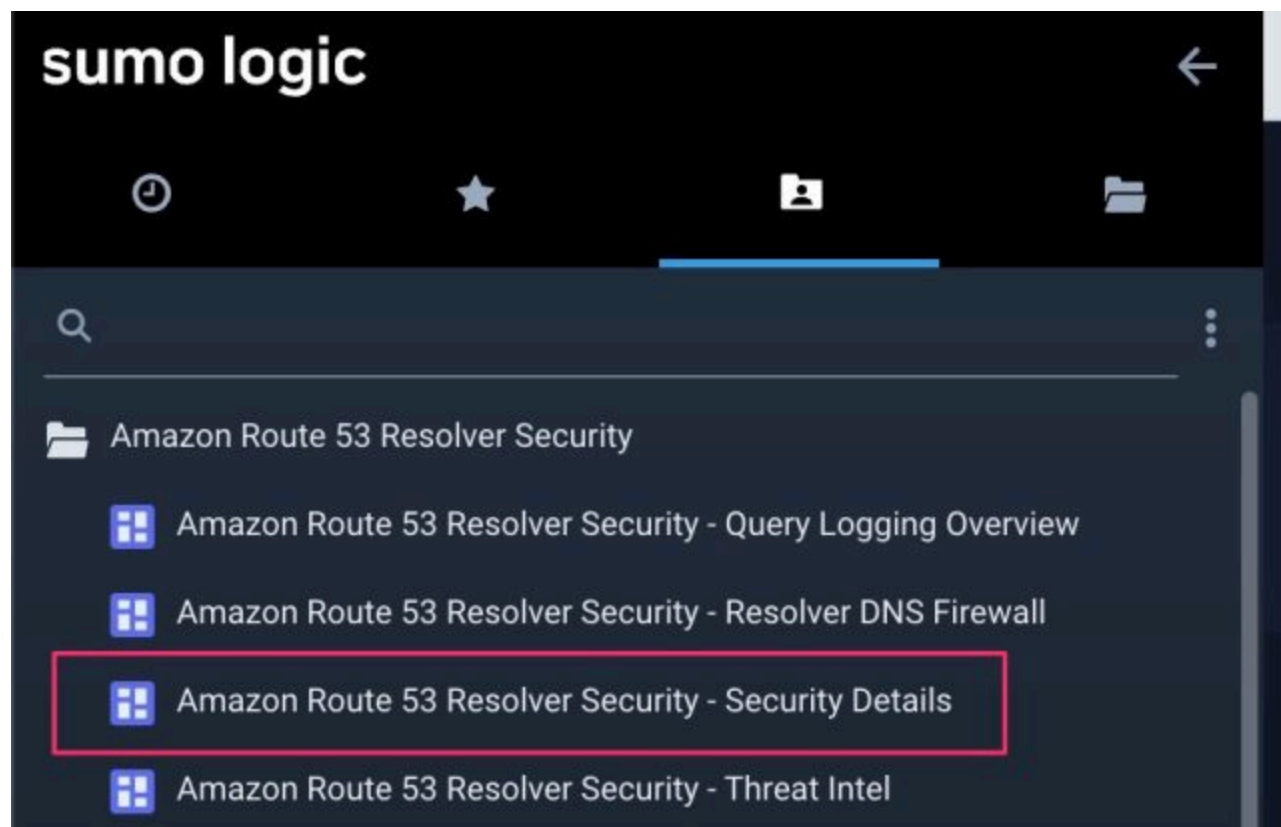 sumo logic
Amazon Route 53 Resolver Security
Amazon Route 53 Resolver Security - Query Logging Overview
Amazon Route 53 Resolver Security - Resolver DNS Firewall
Amazon Route 53 Resolver Security - Security Details
Amazon Route 53 Resolver Security - Threat Intel